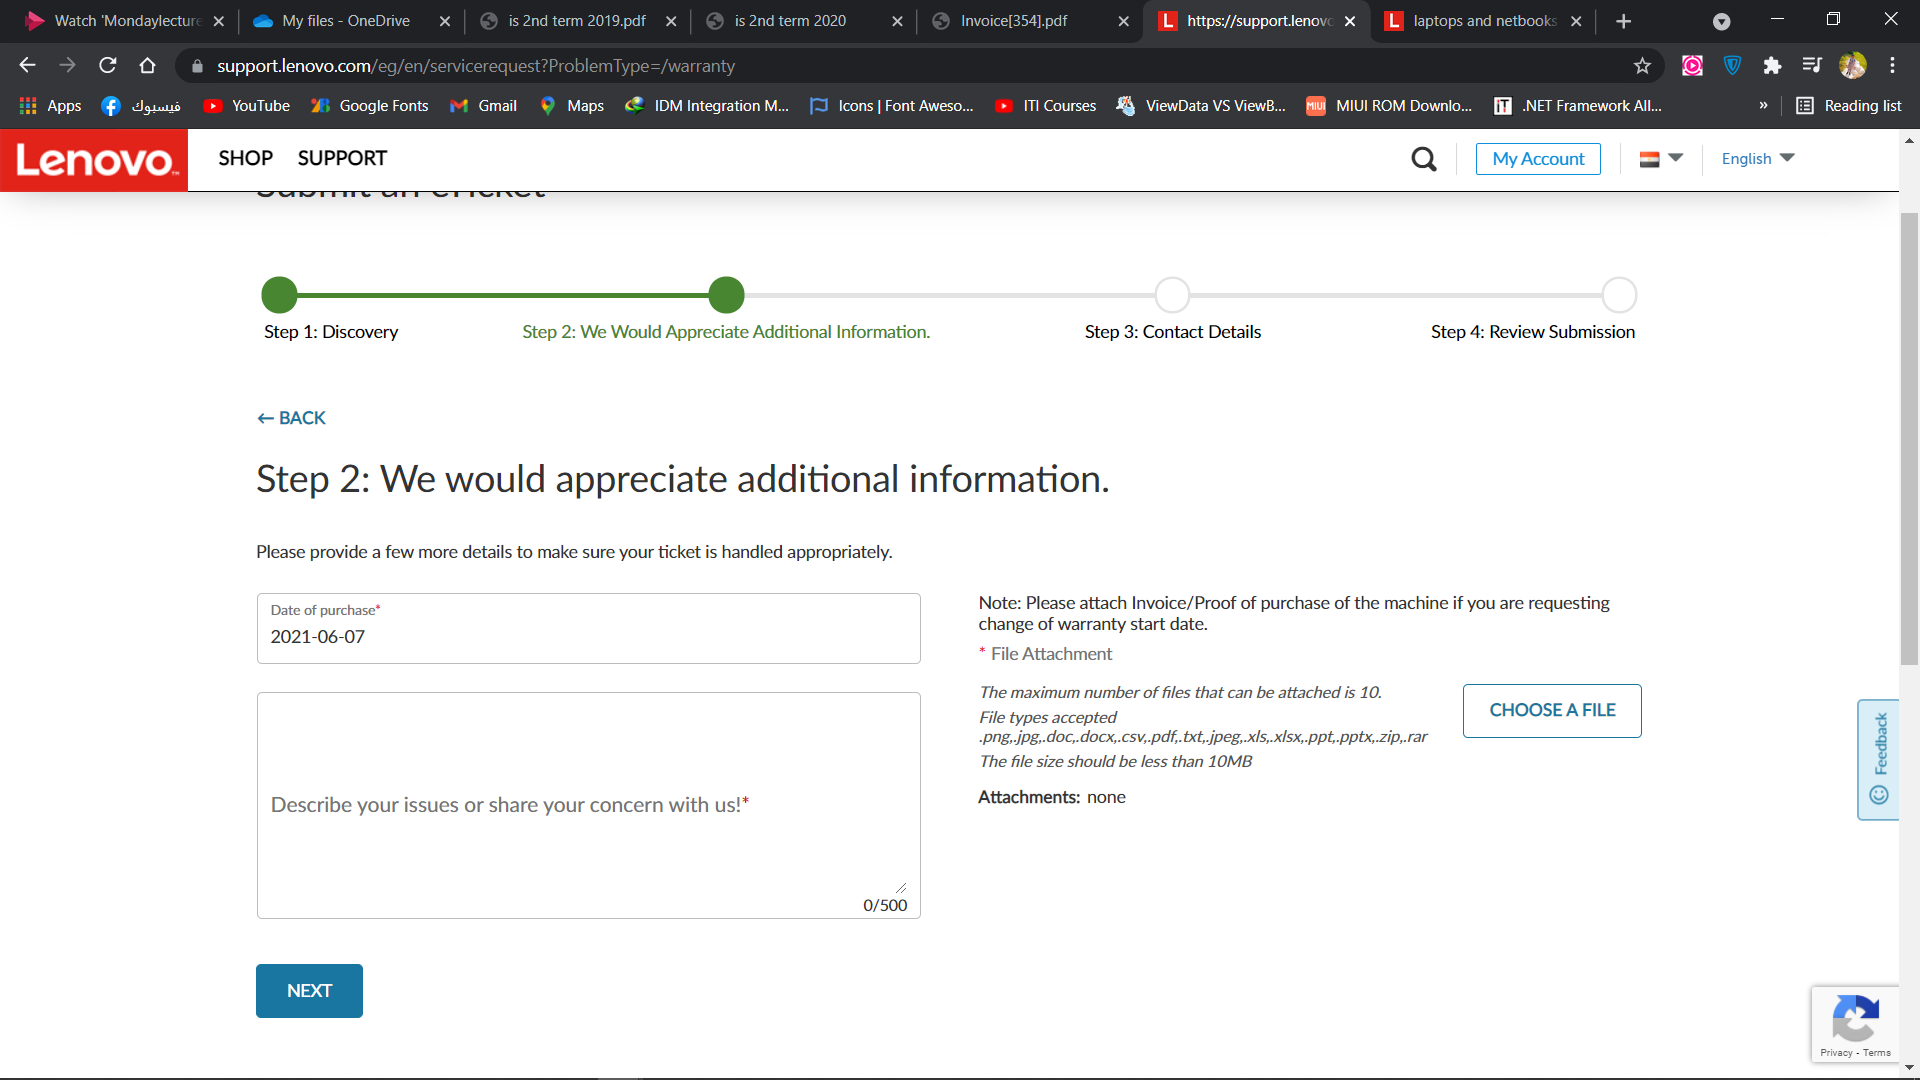 Watch 'Mondaylecture
My files - OneDrive
is 2nd term 2019.pdf
is 2nd term 2020
Invoice[354].pdf
https://support.lenovo
laptops and netbooks
support.lenovo.com/eg/en/servicerequest?ProblemType=/warranty
Apps
فيسبوك
YouTube
Google Fonts
Gmail
Maps
IDM Integration M...
Icons | Font Aweso...
ITI Courses
ViewData VS ViewB...
MIUI ROM Downlo...
.NET Framework All...
»
Reading list
Lenovo
SHOP
SUPPORT
My Account
English
Submit an eTicket
Step 1: Discovery
Step 2: We Would Appreciate Additional Information.
Step 3: Contact Details
Step 4: Review Submission
← BACK
Step 2: We would appreciate additional information.
Please provide a few more details to make sure your ticket is handled appropriately.
Date of purchase*
2021-06-07
Describe your issues or share your concern with us!*
0/500
NEXT
Note: Please attach Invoice/Proof of purchase of the machine if you are requesting
change of warranty start date.
* File Attachment
The maximum number of files that can be attached is 10.
File types accepted
.png,.jpg,.doc,.docx,.csv,.pdf,.txt,.jpeg,.xls,.xlsx,.ppt,.pptx,.zip,.rar
The file size should be less than 10MB
CHOOSE A FILE
Attachments: none
Feedback
Privacy - Terms